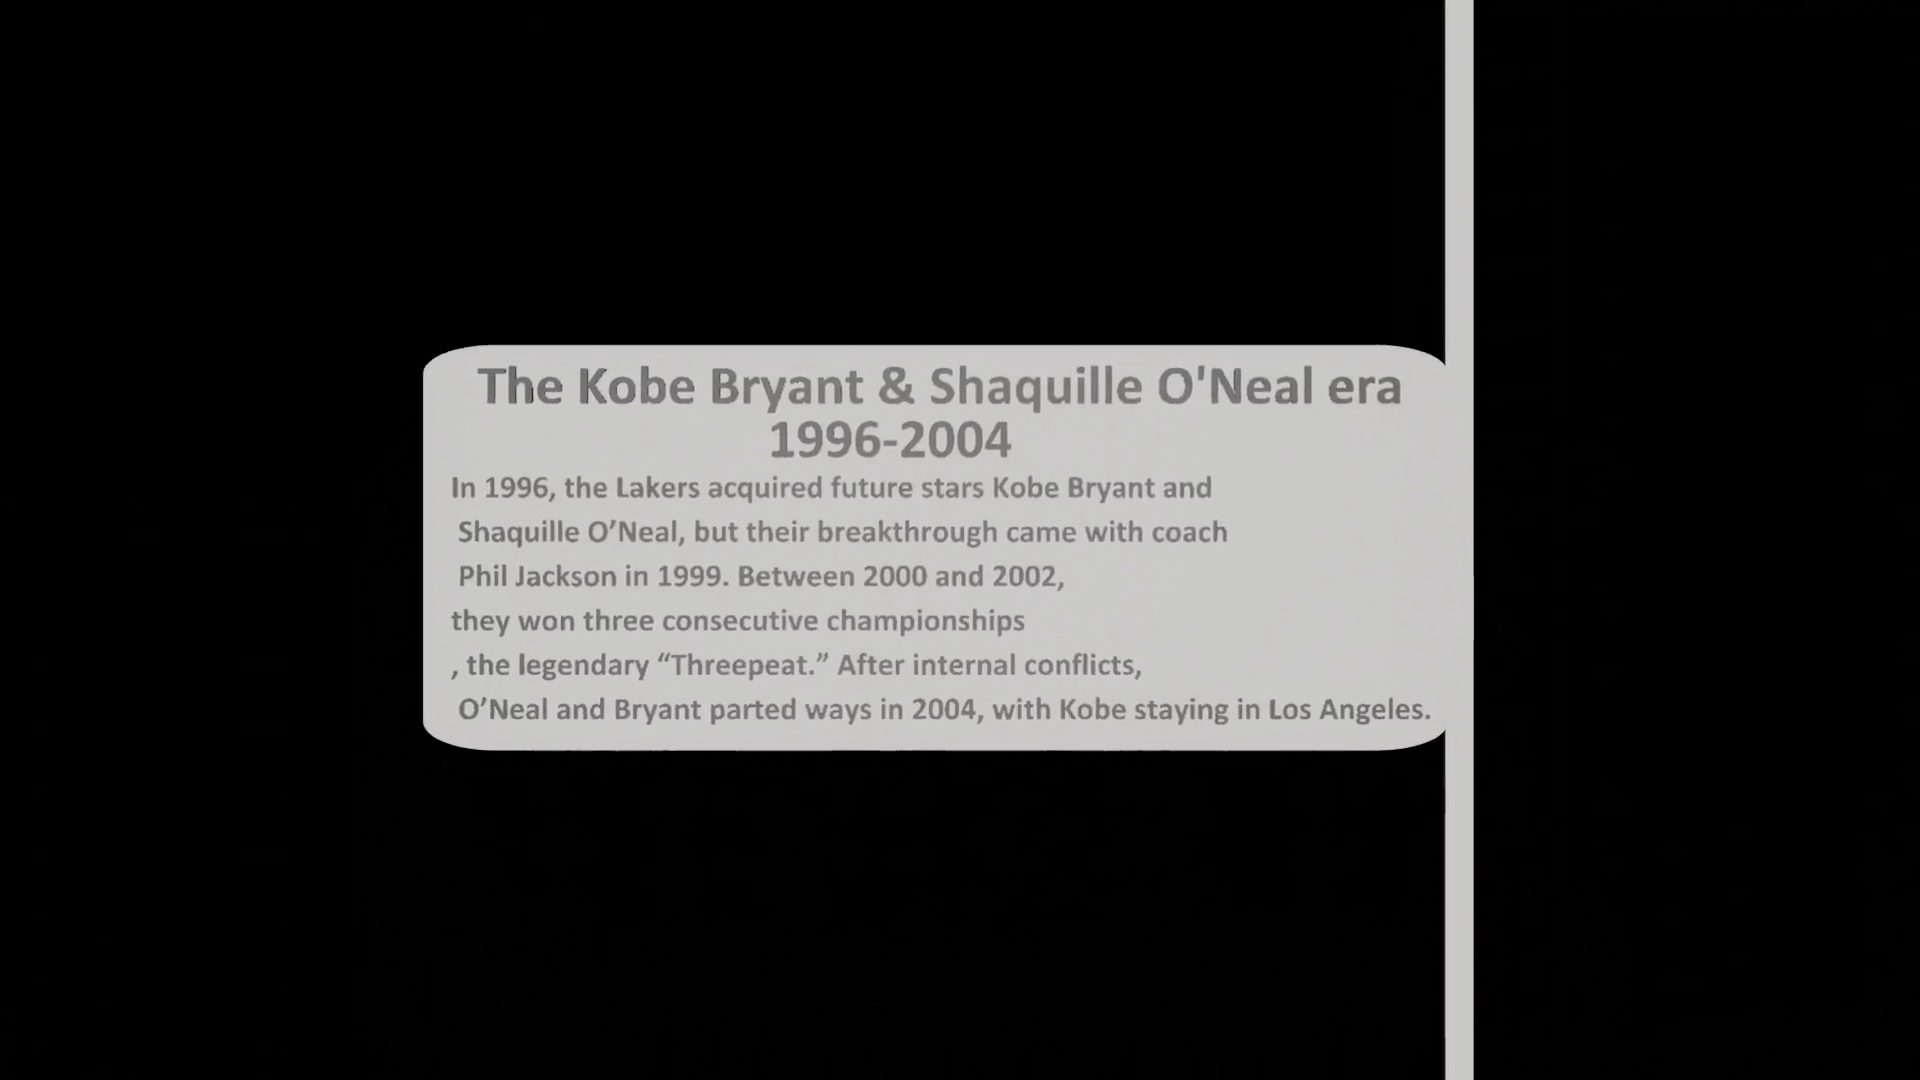 The Kobe Bryant & Shaquille O'Neal era
1996-2004
In 1996, the Lakers acquired future stars Kobe Bryant and
Shaquille O’Neal, but their breakthrough came with coach
Phil Jackson in 1999. Between 2000 and 2002,
they won three consecutive championships
, the legendary “Threepeat.” After internal conflicts,
O’Neal and Bryant parted ways in 2004, with Kobe staying in Los Angeles.